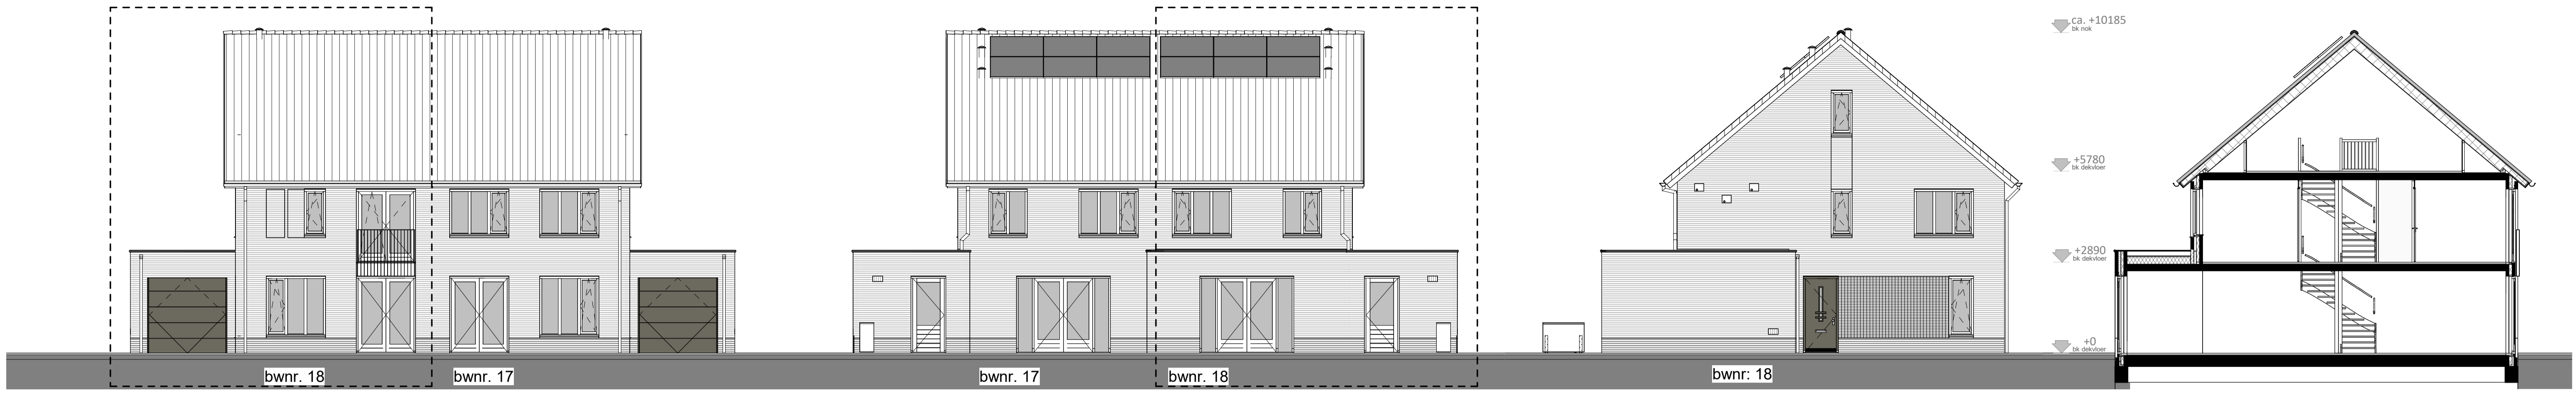 bwnr. 18
bwnr. 17
bwnr. 17
bwnr. 18
bwnr: 18
ca. +10185
bk nok
+5780
bk dekvloer
+2890
bk dekvloer
+0
bk dekvloer